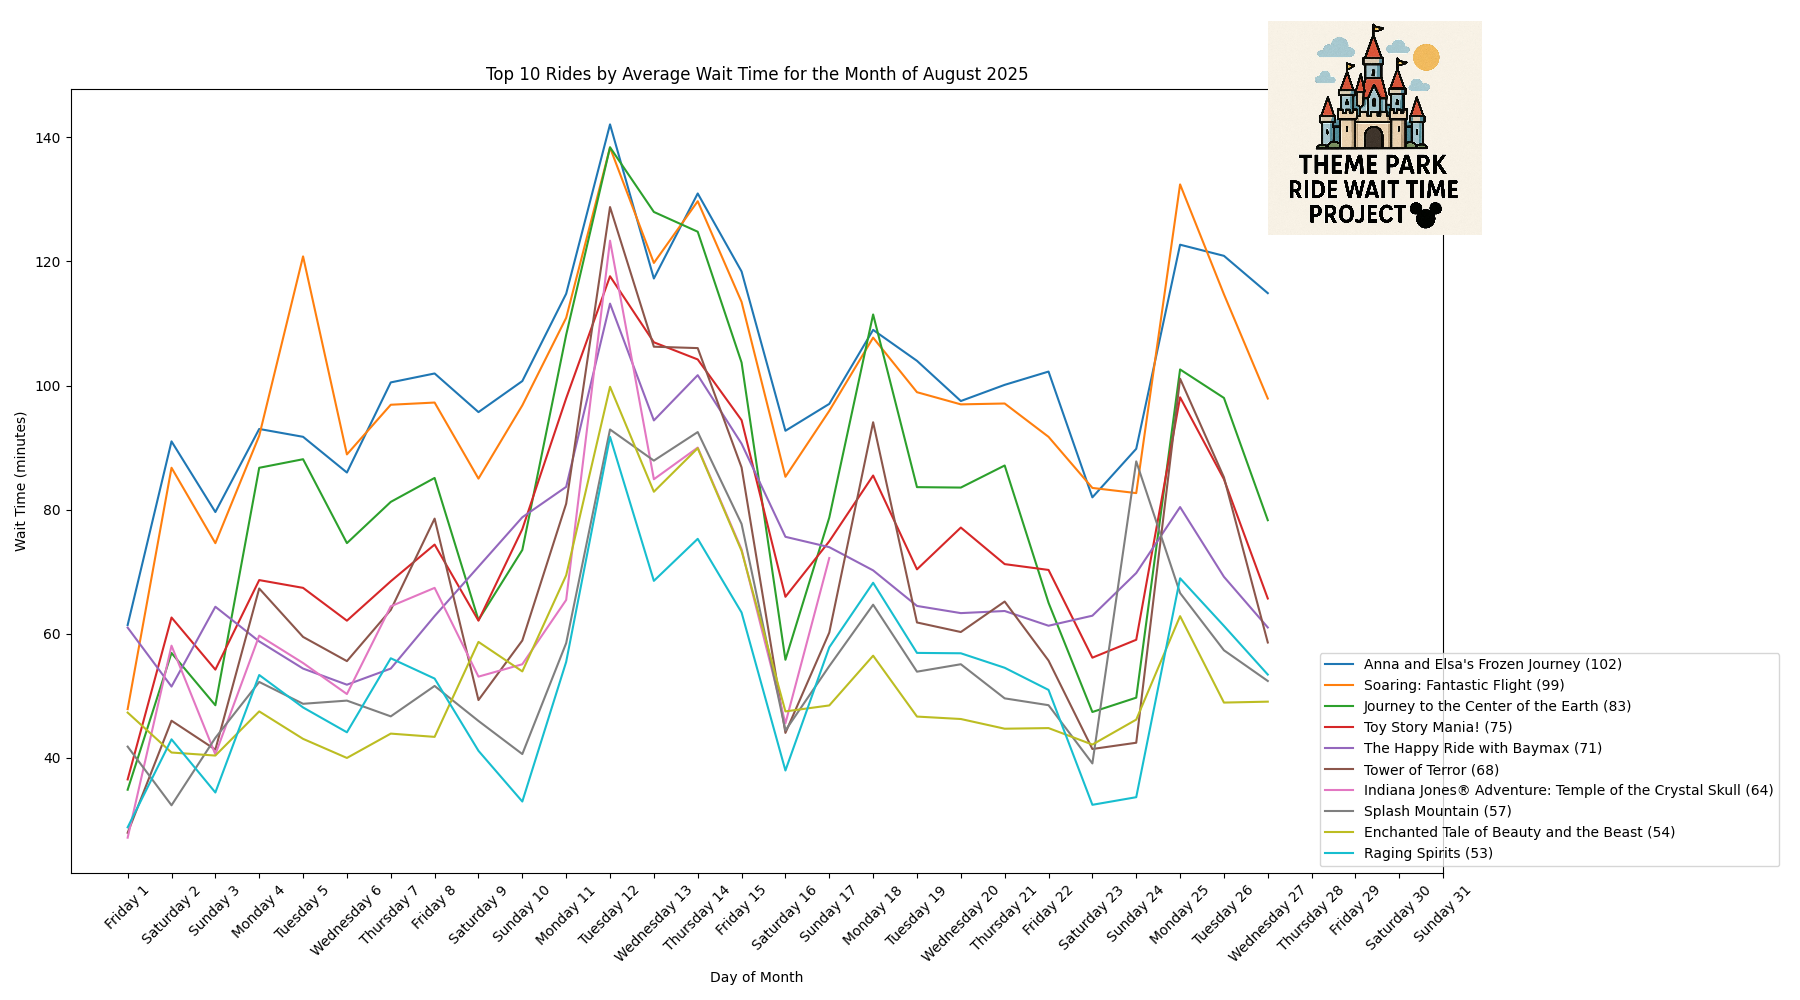 THEME PARK
RIDE WAIT TIME
PROJECT
Top 10 Rides by Average Wait Time for the Month of August 2025
140
120
100
80
60
40
Wait Time (minutes)
Anna and Elsa's Frozen Journey (102)
Soaring: Fantastic Flight (99)
Journey to the Center of the Earth (83)
Toy Story Mania! (75)
The Happy Ride with Baymax (71)
Tower of Terror (68)
Indiana Jones® Adventure: Temple of the Crystal Skull (64)
Splash Mountain (57)
Enchanted Tale of Beauty and the Beast (54)
Raging Spirits (53)
Friday 1
Saturday 2
Sunday 3
Monday 4
Tuesday 5
Wednesday 6
Thursday 7
Friday 8
Saturday 9
Sunday 10
Monday 11
Tuesday 12
Wednesday 13
Thursday 14
Friday 15
Saturday 16
Sunday 17
Monday 18
Tuesday 19
Wednesday 20
Thursday 21
Friday 22
Saturday 23
Sunday 24
Monday 25
Tuesday 26
Wednesday 27
Thursday 28
Friday 29
Saturday 30
Sunday 31
Day of Month